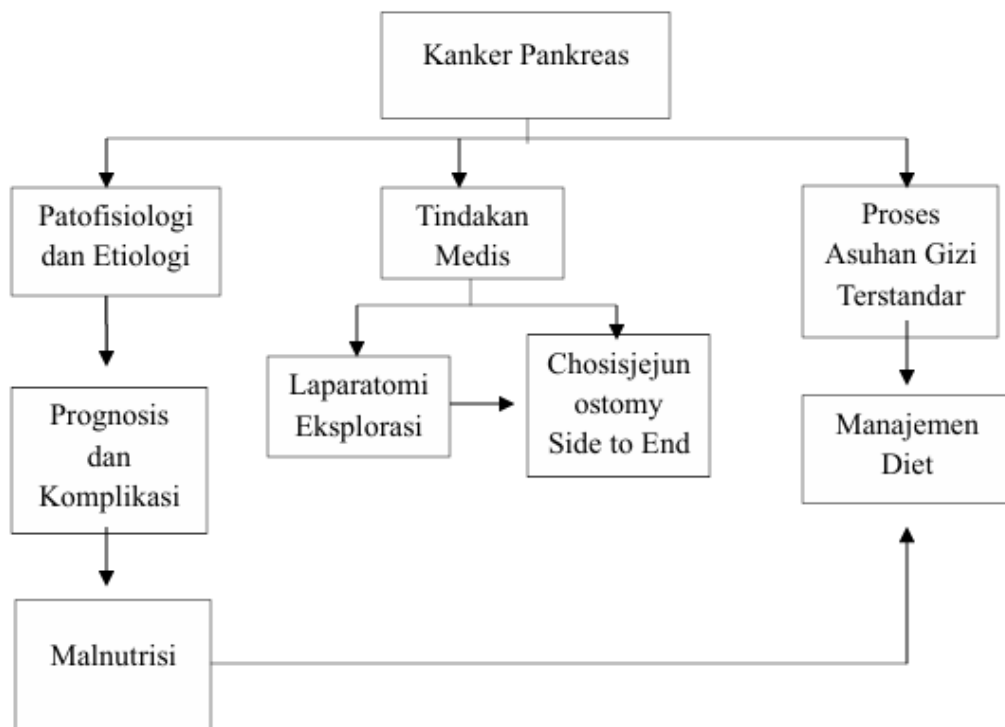 Kanker Pankreas
Patofisiologi
dan Etiologi
Tindakan
Medis
Proses
Asuhan Gizi
Terstandar
Laparatomi
Eksplorasi
Chosisjejun
ostomy
Side to End
Prognosis
dan
Komplikasi
Manajemen
Diet
Malnutrisi